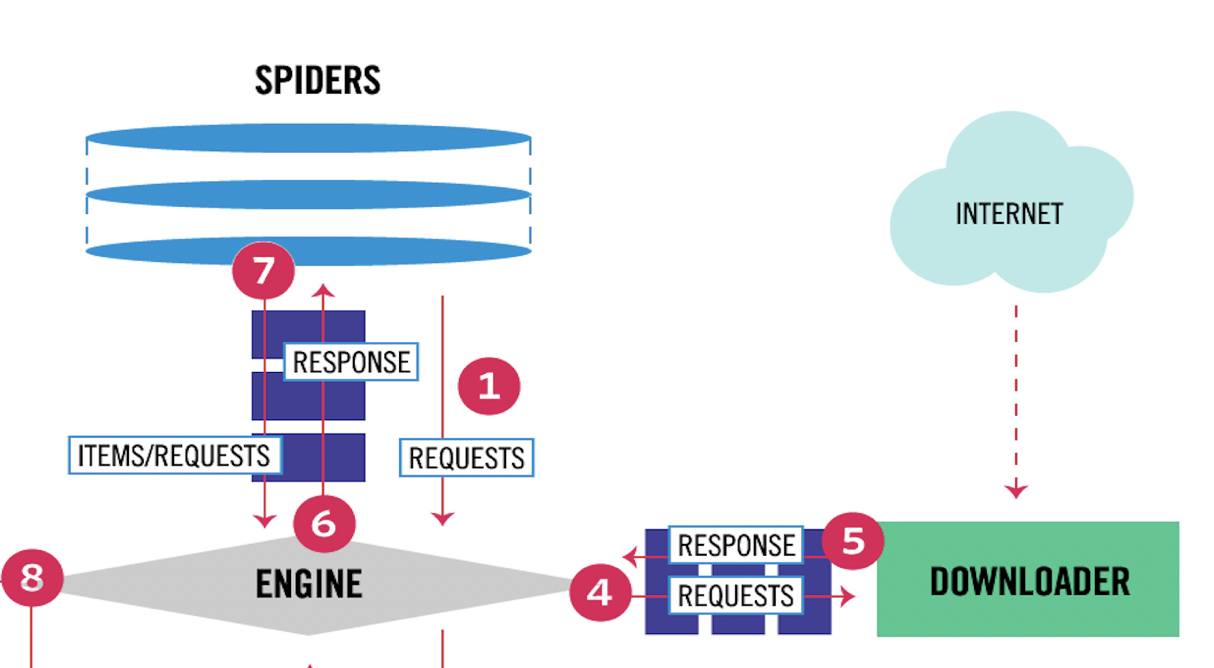 SPIDERS
INTERNET
7
RESPONSE
1
ITEMS/REQUESTS
REQUESTS
6
5
RESPONSE
8
ENGINE
4
REQUESTS
DOWNLOADER